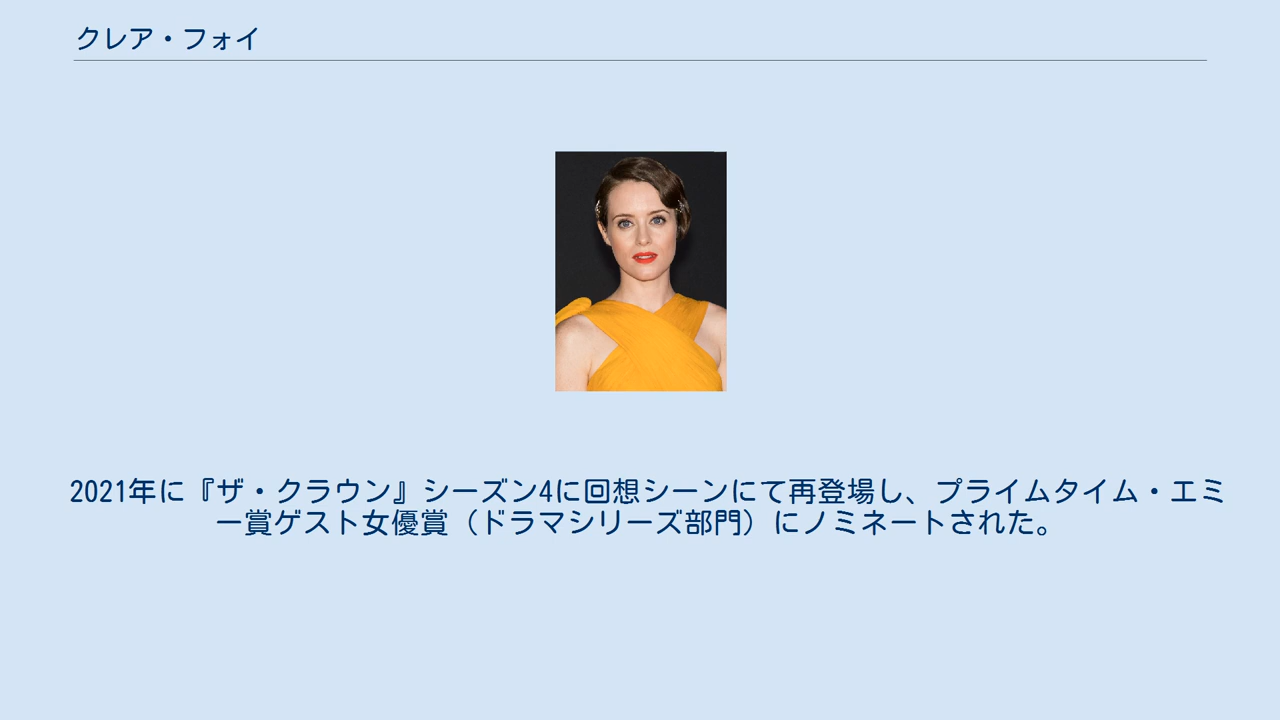 クレア・フォイ
2021年に『ザ・クラウン』シーズン4に回想シーンにて再登場し、プライムタイム・エミ
ー賞ゲスト女優賞（ドラマシリーズ部門）にノミネートされた。